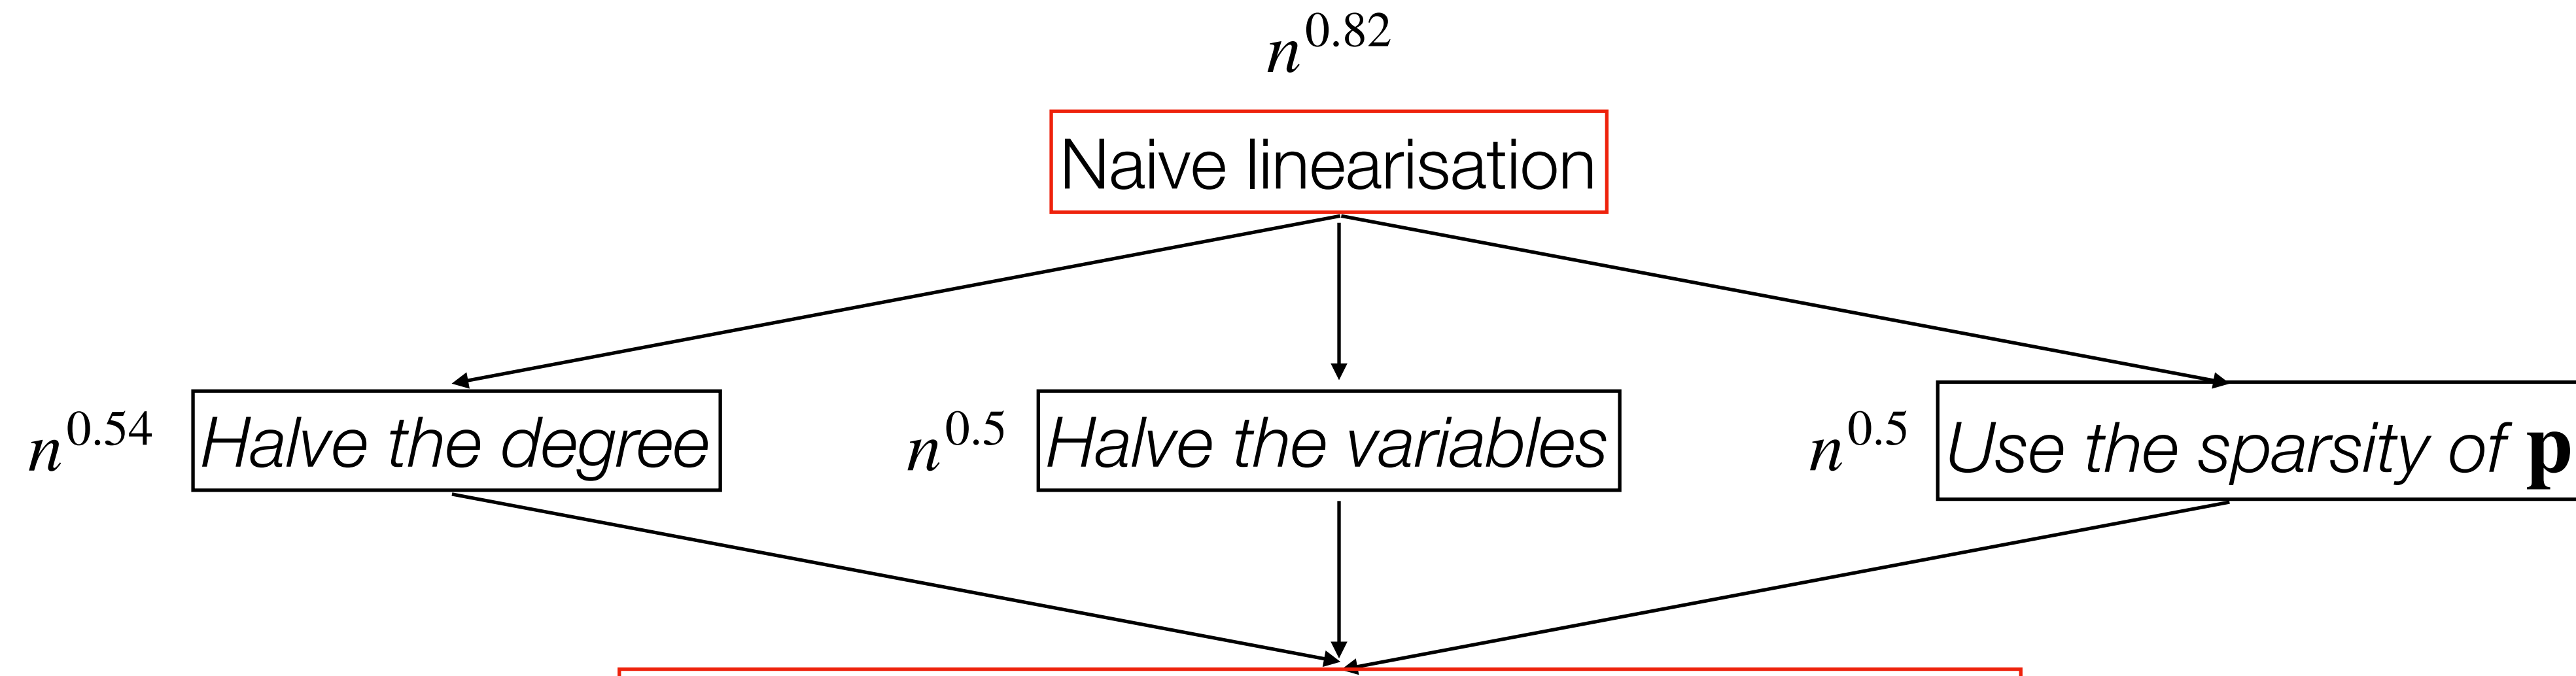 n^0.82
Naive linearisation
n^0.54 Halve the degree n^0.5 Halve the variables n^0.5 Use the sparsity of p